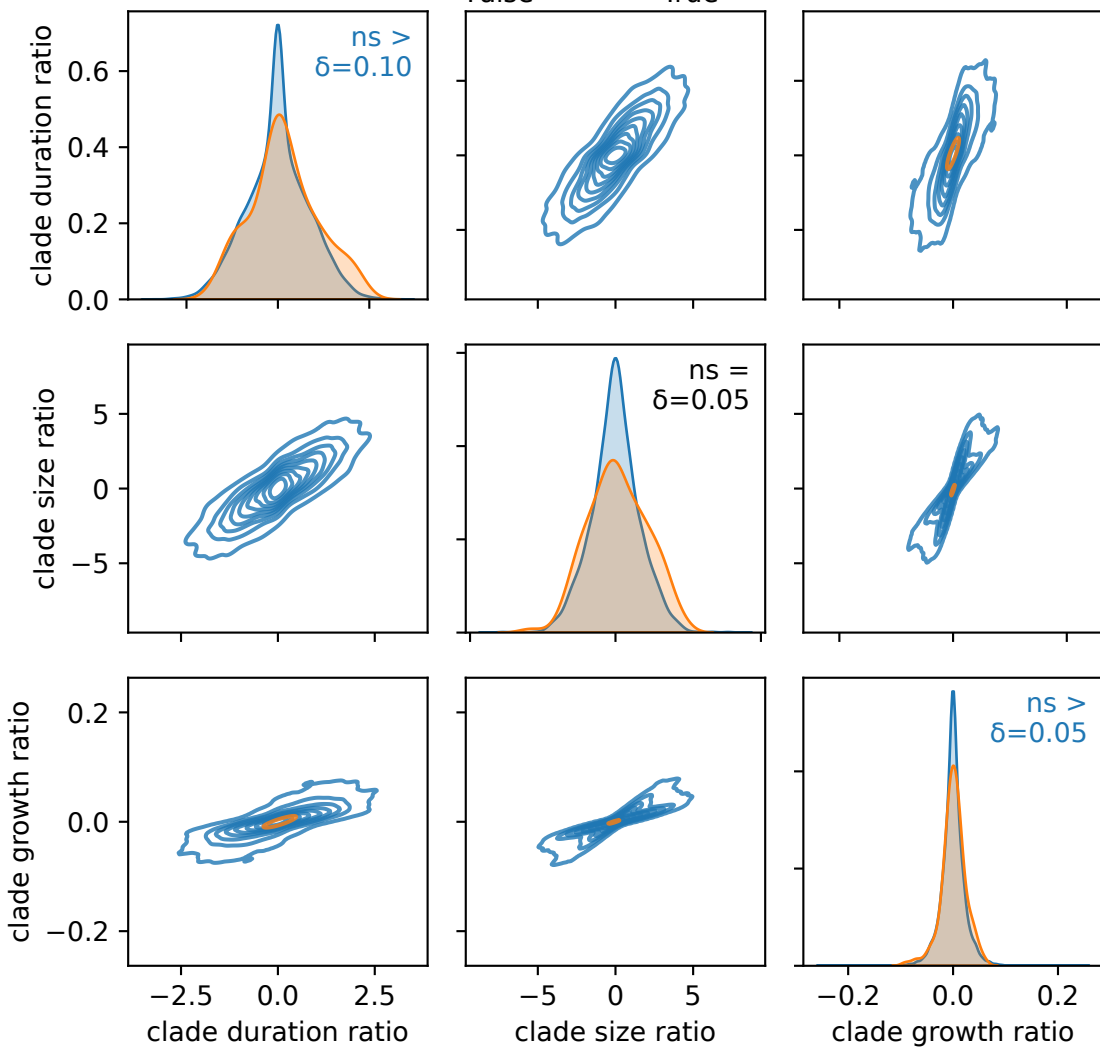 clade duration ratio
0.6
0.4
0.2
0.0
ns >
δ=0.10
clade size ratio
5
0
−5
ns =
δ=0.05
clade growth ratio
0.2
0.0
−0.2
ns >
δ=0.05
−2.5
0.0
2.5
−5
0
5
−0.2
0.0
0.2
clade duration ratio
clade size ratio
clade growth ratio